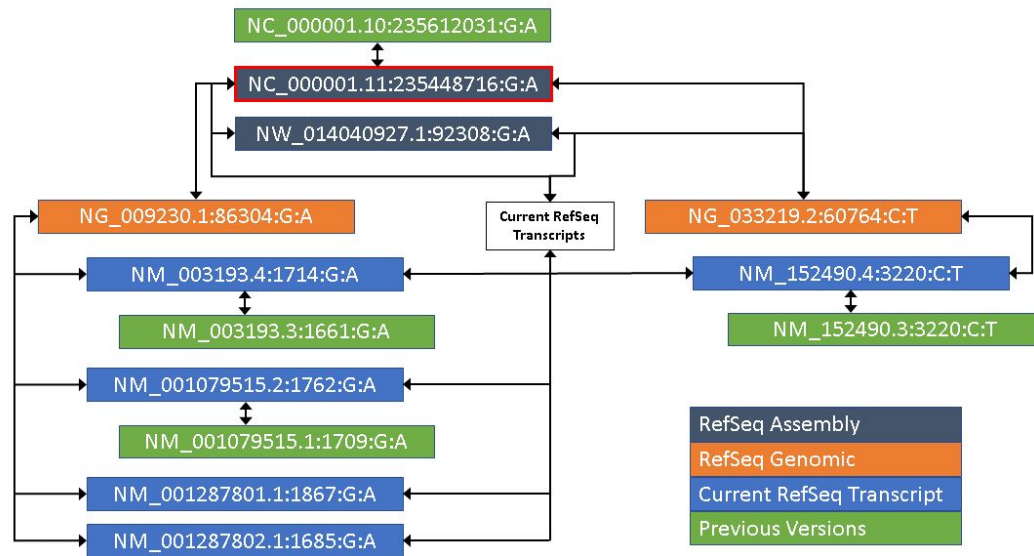 NC_000001.10:235612031:G:A
NC_000001.11:235448716:G:A
NW_014040927.1:92308:G:A
NG_009230.1:86304:G:A
Current RefSeq
Transcripts
NG_033219.2:60764:C:T
NM_003193.4:1714:G:A
NM_152490.4:3220:C:T
NM_003193.3:1661:G:A
NM_152490.3:3220:C:T
NM_001079515.2:1762:G:A
NM_001079515.1:1709:G:A
NM_001287801.1:1867:G:A
NM_001287802.1:1685:G:A
RefSeq Assembly
RefSeq Genomic
Current RefSeq Transcript
Previous Versions